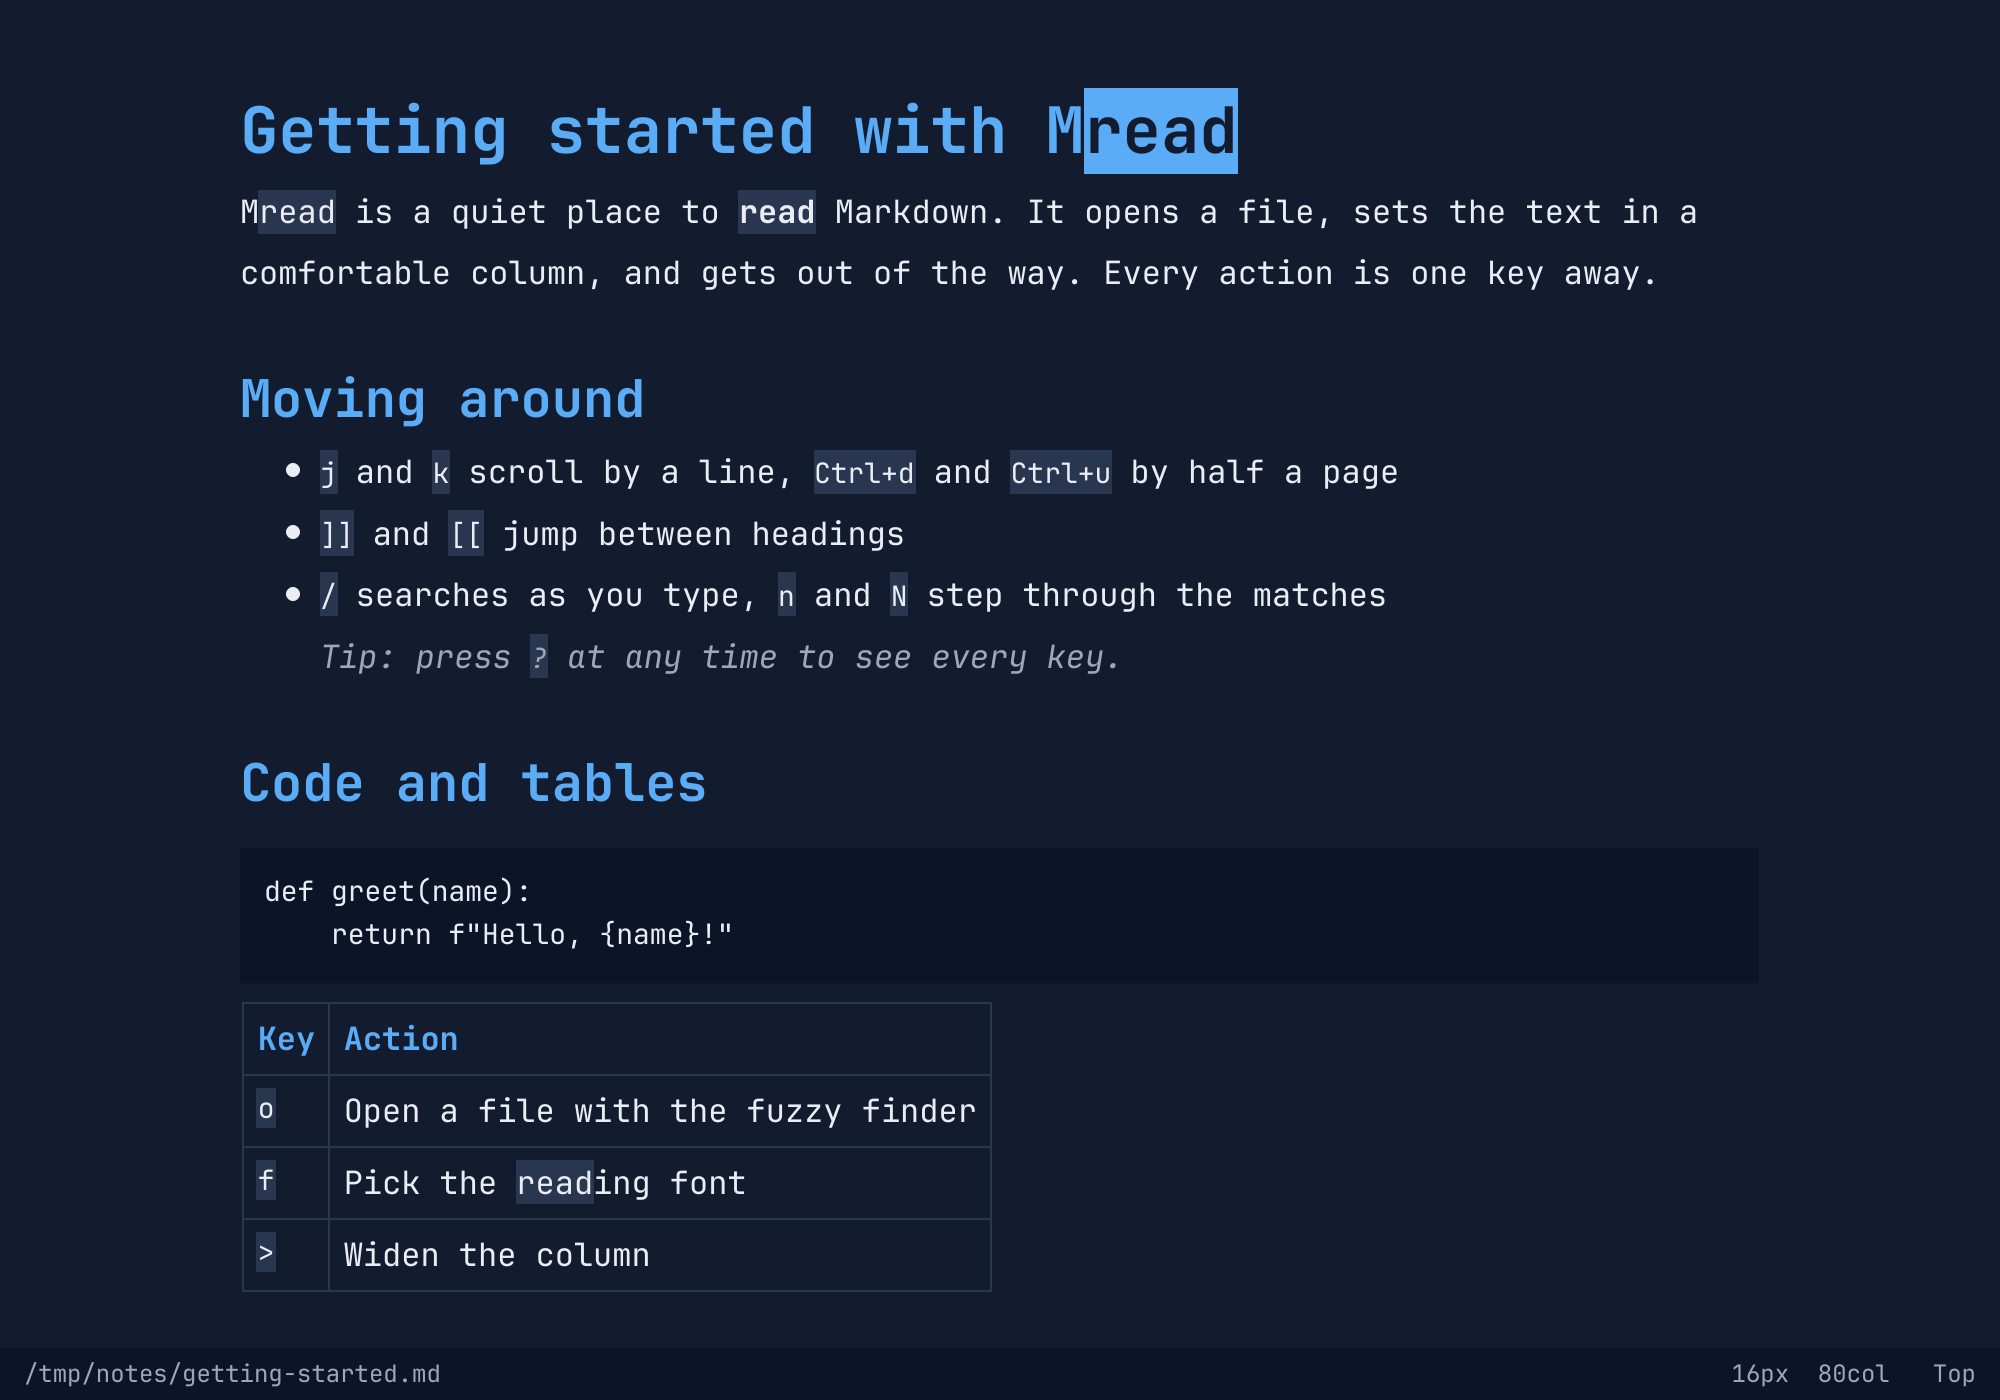 Getting started with Mread
Mread is a quiet place to read Markdown. It opens a file, sets the text in a
comfortable column, and gets out of the way. Every action is one key away.
Moving around
j and k scroll by a line, Ctrl+d and Ctrl+u by half a page
]] and [[ jump between headings
/ searches as you type, n and N step through the matches
Tip: press ? at any time to see every key.
Code and tables
def greet(name):
    return f"Hello, {name}!"
Key Action
o Open a file with the fuzzy finder
f Pick the reading font
> Widen the column
/tmp/notes/getting-started.md 16px 80col Top